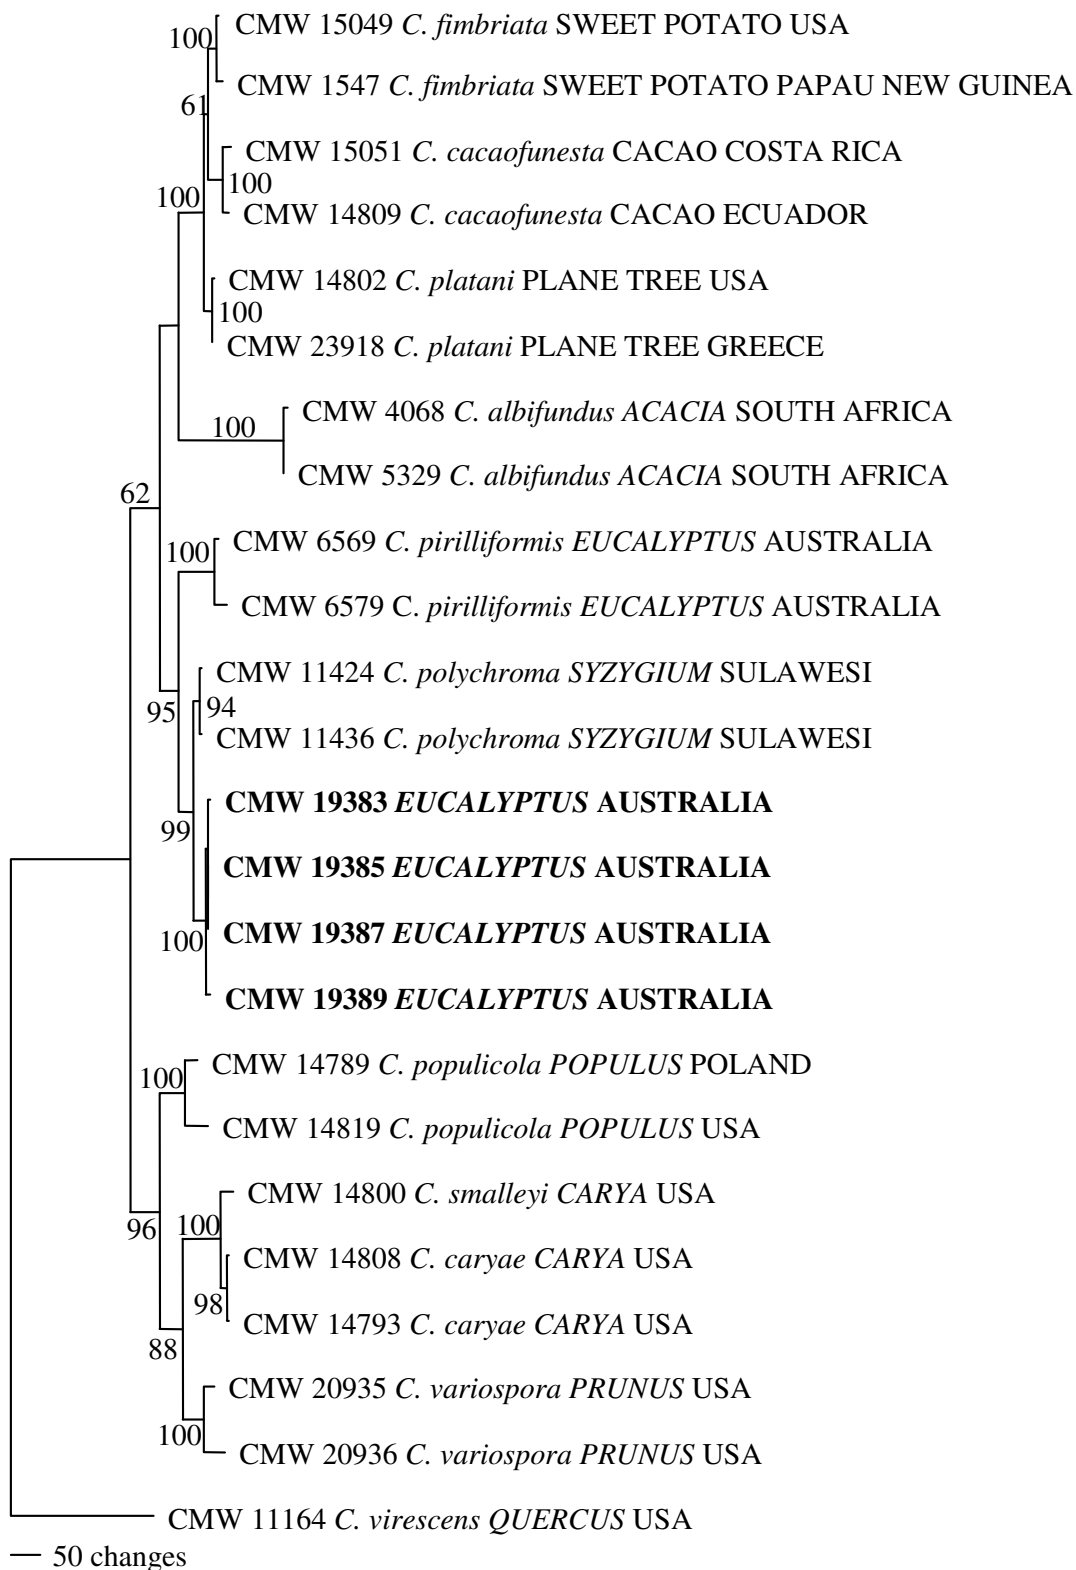 CMW 15049 C. fimbriata SWEET POTATO USA
100
CMW 1547 C. fimbriata SWEET POTATO PAPAU NEW GUINEA
61
CMW 15051 C. cacaofunesta CACAO COSTA RICA
100
100
CMW 14809 C. cacaofunesta CACAO ECUADOR
CMW 14802 C. platani PLANE TREE USA
100
CMW 23918 C. platani PLANE TREE GREECE
CMW 4068 C. albifundus ACACIA SOUTH AFRICA
100
CMW 5329 C. albifundus ACACIA SOUTH AFRICA
62
CMW 6569 C. pirilliformis EUCALYPTUS AUSTRALIA
100
CMW 6579 C. pirilliformis EUCALYPTUS AUSTRALIA
CMW 11424 C. polychroma SYZYGIUM SULAWESI
95
94
CMW 11436 C. polychroma SYZYGIUM SULAWESI
CMW 19383 EUCALYPTUS AUSTRALIA
99
CMW 19385 EUCALYPTUS AUSTRALIA
CMW 19387 EUCALYPTUS AUSTRALIA
100
CMW 19389 EUCALYPTUS AUSTRALIA
CMW 14789 C. populicola POPULUS POLAND
100
CMW 14819 C. populicola POPULUS USA
CMW 14800 C. smalleyi CARYA USA
96
100
CMW 14808 C. caryae CARYA USA
98
CMW 14793 C. caryae CARYA USA
88
CMW 20935 C. variospora PRUNUS USA
100
CMW 20936 C. variospora PRUNUS USA
CMW 11164 C. virescens QUERCUS USA
50 changes